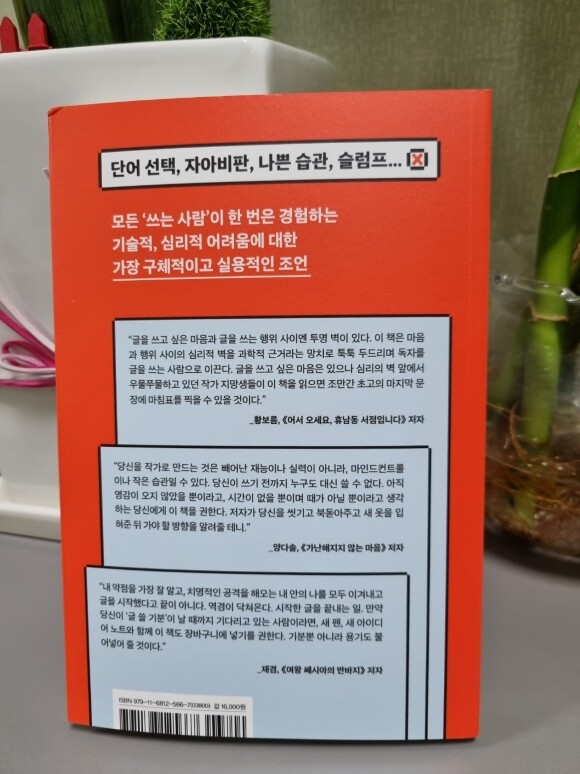 단어 선택, 자아비판, 나쁜 습관, 슬럼프...
모든 ‘쓰는 사람’이 한 번은 경험하는
기술적, 심리적 어려움에 대한
가장 구체적이고 실용적인 조언
“글을 쓰고 싶은 마음과 글을 쓰는 행위 사이엔 투명 벽이 있다. 이 책은 마음
과 행위 사이의 심리적 벽을 과학적 근거라는 망치로 툭툭 두드리며 독자를
글을 쓰는 사람으로 이끈다. 글을 쓰고 싶은 마음은 있으나 심리의 벽 앞에서
우물쭈물하고 있던 작가 지망생들이 이 책을 읽으면 조만간 초고의 마지막 문
장에 마침표를 찍을 수 있을 것이다.”
_황보름, 《어서 오세요, 휴남동 서점입니다》 저자
“당신을 작가로 만드는 것은 빼어난 재능이나 실력이 아니라, 마인드컨트롤
이나 작은 습관일 수 있다. 당신이 쓰기 전까지 누구도 대신 쓸 수 없다. 아직
영감이 오지 않았을 뿐이라고, 시간이 없을 뿐이며 때가 아닐 뿐이라고 생각
하는 당신에게 이 책을 권한다. 저자가 당신을 씻기고 북돋아주고 새 옷을 입
혀준 뒤 가야 할 방향을 알려줄 테니.”
_양다솔, 《가난해지지 않는 마음》 저자
“내 약점을 가장 잘 알고, 치명적인 공격을 해오는 내 안의 나를 모두 이겨내고
글을 시작했다고 끝이 아니다. 역경이 닥쳐온다. 시작한 글을 끝내는 일. 만약
당신이 ‘글 쓸 기분’이 날 때까지 기다리고 있는 사람이라면, 새 펜, 새 아이디
어 노트와 함께 이 책도 장바구니에 넣기를 권한다. 기분뿐 아니라 용기도 불
어넣어 줄 것이다.”
_재겸, 《여왕 쎄시아의 반바지》 저자
ISBN 979-11-6812-566-7(03800) 값 16,000원